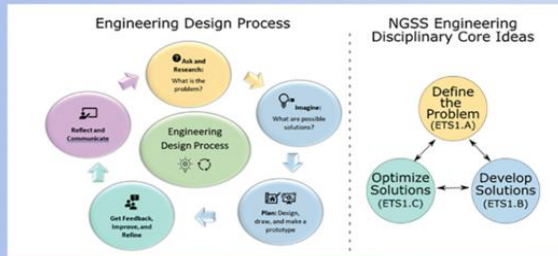 Engineering Design Process
Ask and
Research:
What is the
problem?
Imagine:
What are possible
solutions?
Plan: Design,
draw, and make a
prototype
Get Feedback,
Improve, and
Refine
Reflect and
Communicate
Engineering
Design Process
NGSS Engineering
Disciplinary Core Ideas
Define
the
Problem
(ETS1.A)
Develop
Solutions
(ETS1.B)
Optimize
Solutions
(ETS1.C)